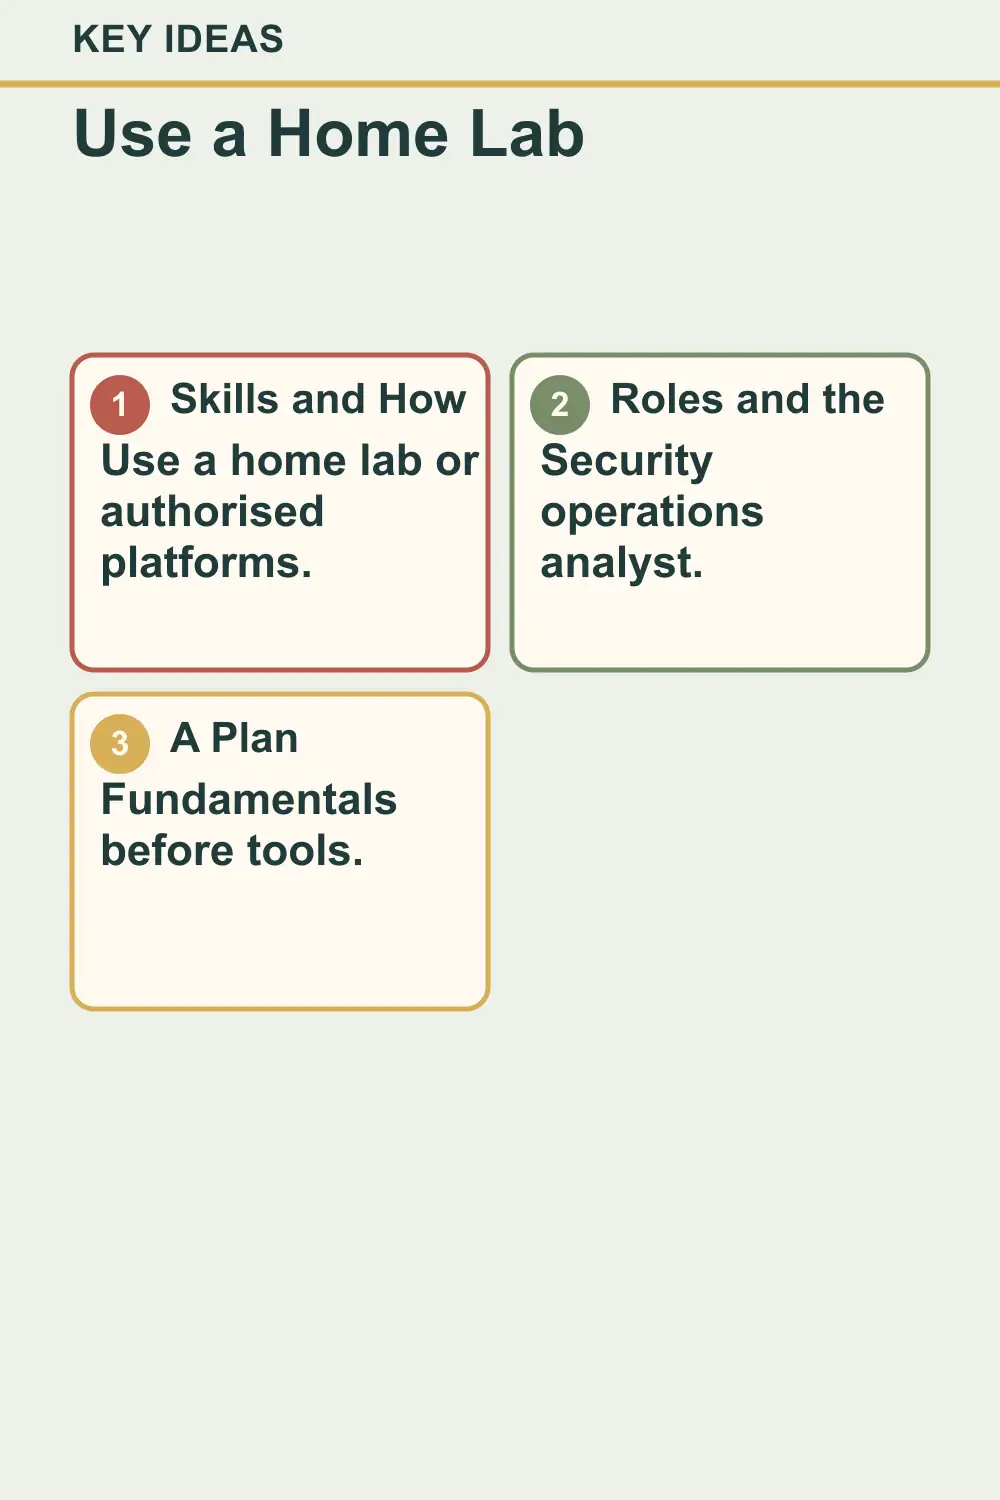 KEY IDEAS
Use a Home Lab
1 Skills and How
Use a home lab or
authorised
platforms.
2 Roles and the
Security
operations
analyst.
3 A Plan
Fundamentals
before tools.